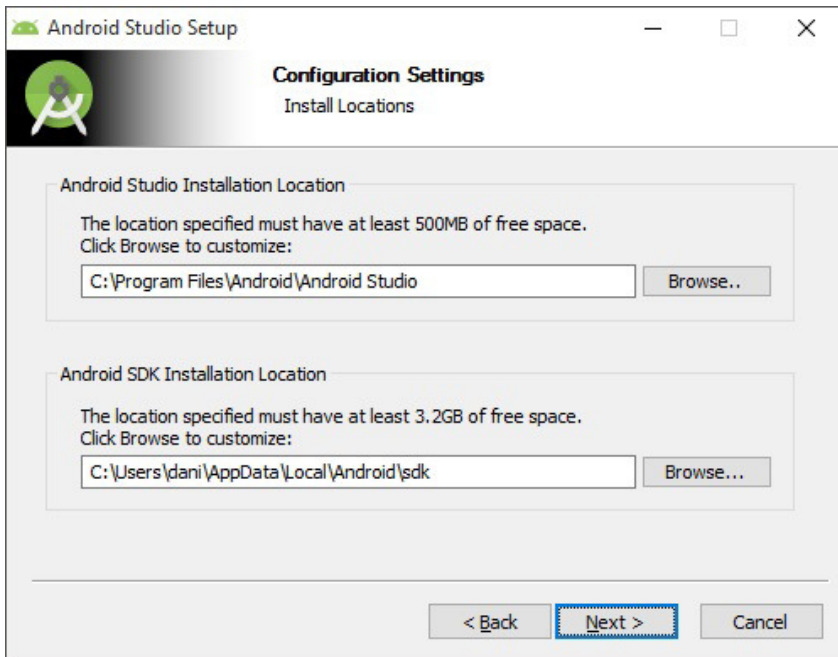 Android Studio Setup
Configuration Settings
Install Locations
Android Studio Installation Location
The location specified must have at least 500MB of free space.
Click Browse to customize:
C:\Program Files\Android\Android Studio
Browse..
Android SDK Installation Location
The location specified must have at least 3.2GB of free space.
Click Browse to customize:
C:\Users\dani\AppData\Local\Android\sdk
Browse...
< Back
Next >
Cancel